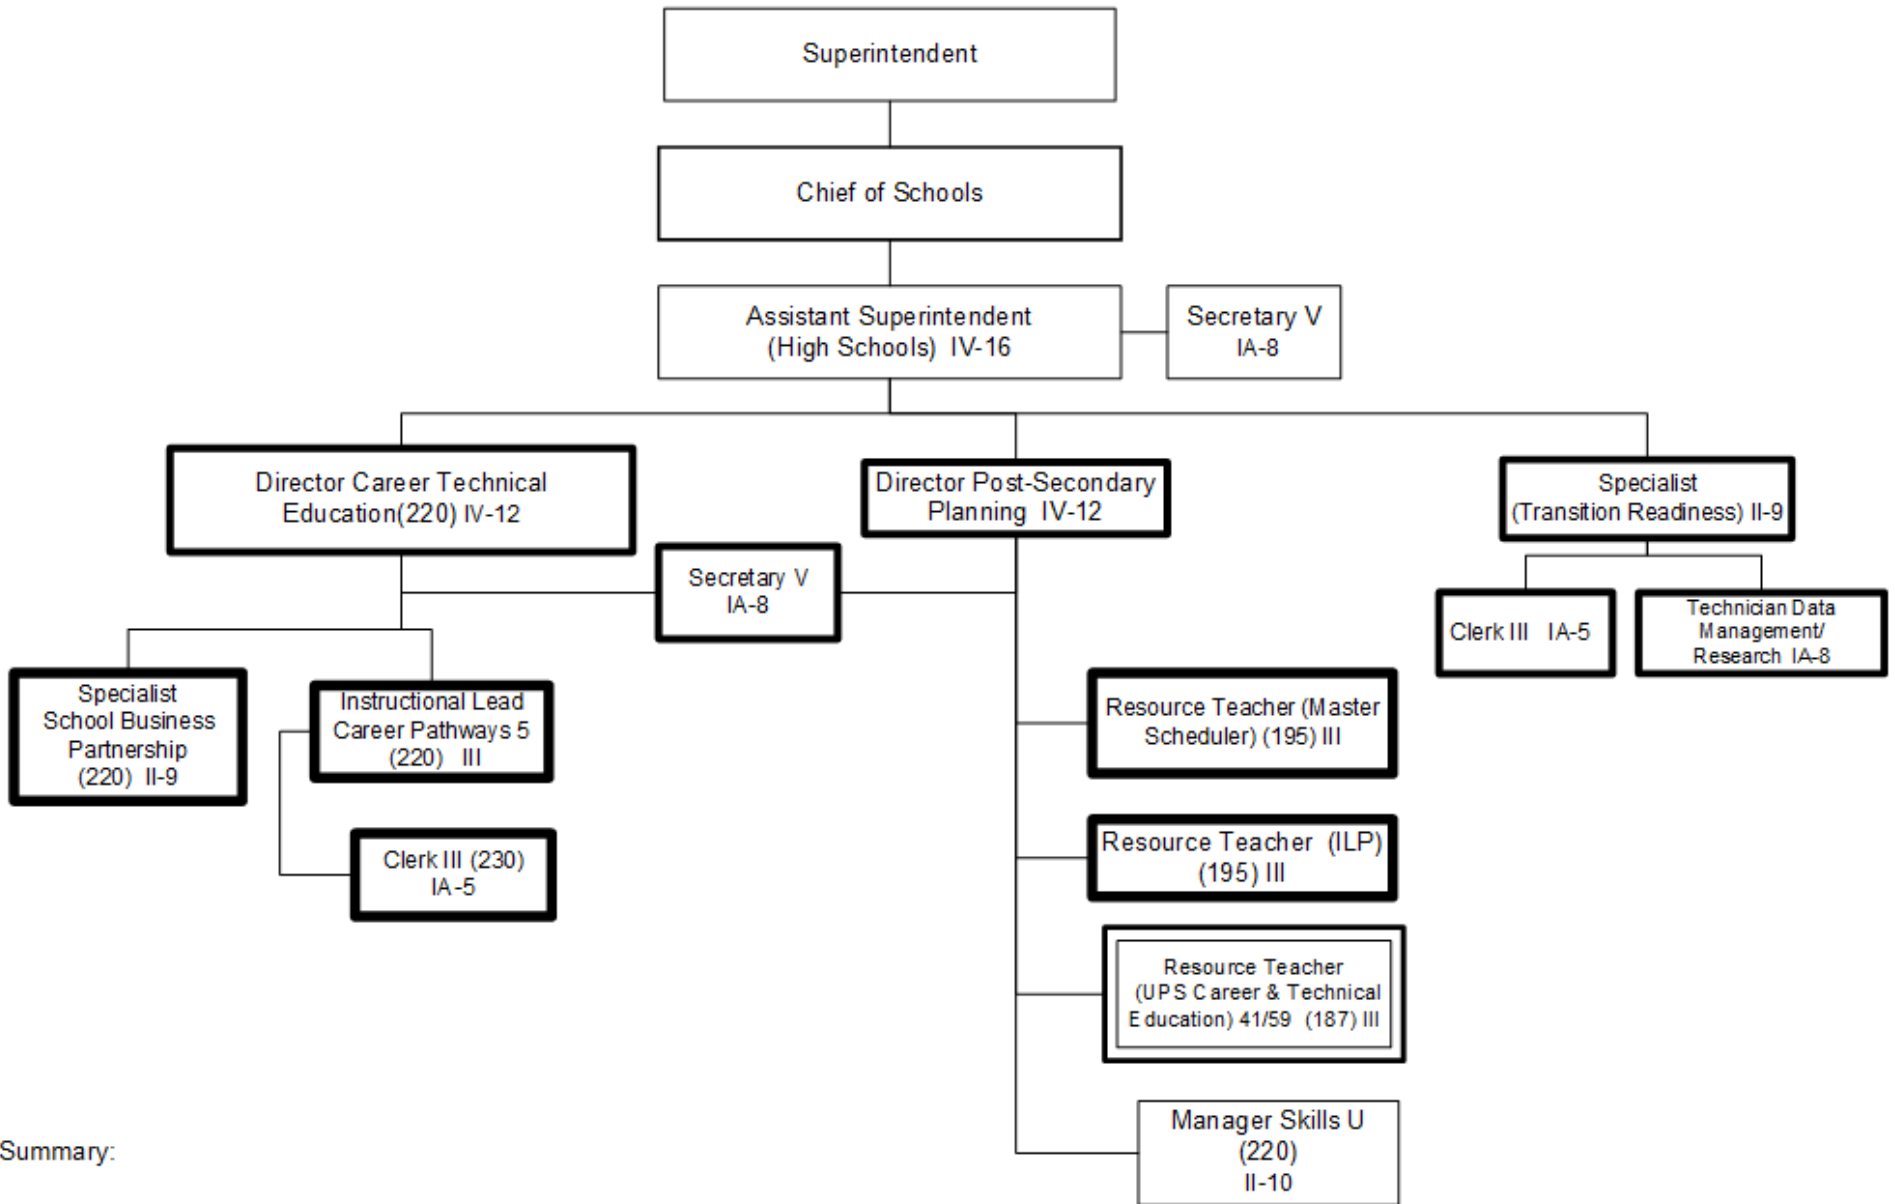 Superintendent
Chief of Schools
Assistant Superintendent
(High Schools) IV-16
Secretary V
IA-8
Director Career Technical
Education(220) IV-12
Director Post-Secondary
Planning IV-12
Specialist
(Transition Readiness) II-9
Secretary V
IA-8
Clerk III IA-5
Technician Data
Management/
Research IA-8
Specialist
School Business
Partnership
(220) II-9
Instructional Lead
Career Pathways 5
(220) III
Resource Teacher (Master
Scheduler) (195) III
Clerk III (230)
IA-5
Resource Teacher (ILP)
(195) III
Resource Teacher
(UPS Career & Technical
Education) 41/59 (187) III
Manager Skills U
(220)
II-10
Summary: